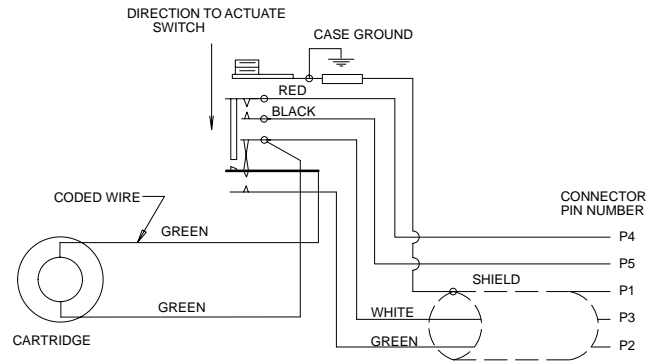 DIRECTION TO ACTUATE
SWITCH
CASE GROUND
RED
BLACK
CODED WIRE
GREEN
CONNECTOR
PIN NUMBER
P4
P5
SHIELD
P1
GREEN
WHITE
P3
CARTRIDGE
GREEN
P2